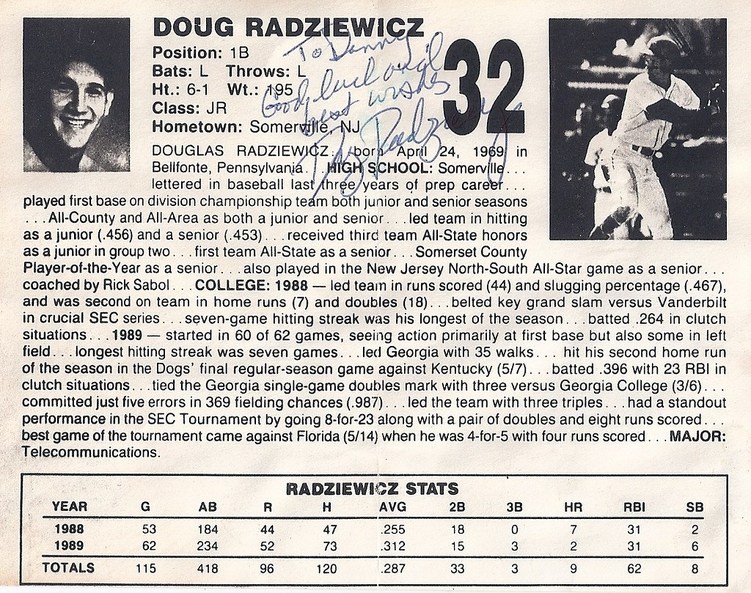 DOUG RADZIEWICZ
Position: 1B
Bats: L Throws: L
Ht.: 6-1 Wt.: 195
Class: JR
Hometown: Somerville, NJ
32
To Danny,
Good luck and
best wishes
Doug Radziewicz
DOUGLAS RADZIEWICZ...born April 24, 1969 in
Bellfonte, Pennsylvania...HIGH SCHOOL: Somerville...
lettered in baseball last three years of prep career...
played first base on division championship team both junior and senior seasons
...All-County and All-Area as both a junior and senior...led team in hitting
as a junior (.456) and a senior (.453)...received third team All-State honors
as a junior in group two...first team All-State as a senior...Somerset County
Player-of-the-Year as a senior...also played in the New Jersey North-South All-Star game as a senior...
coached by Rick Sabol...COLLEGE: 1988 — led team in runs scored (44) and slugging percentage (.467),
and was second on team in home runs (7) and doubles (18)...belted key grand slam versus Vanderbilt
in crucial SEC series...seven-game hitting streak was his longest of the season...batted .264 in clutch
situations...1989 — started in 60 of 62 games, seeing action primarily at first base but also some in left
field...longest hitting streak was seven games...led Georgia with 35 walks...hit his second home run
of the season in the Dogs' final regular-season game against Kentucky (5/7)...batted .396 with 23 RBI in
clutch situations...tied the Georgia single-game doubles mark with three versus Georgia College (3/6)...
committed just five errors in 369 fielding chances (.987)...led the team with three triples...had a standout
performance in the SEC Tournament by going 8-for-23 along with a pair of doubles and eight runs scored...
best game of the tournament came against Florida (5/14) when he was 4-for-5 with four runs scored...MAJOR:
Telecommunications.
RADZIEWICZ STATS
YEAR G AB R H AVG 2B 3B HR RBI SB
1988 53 184 44 47 .255 18 0 7 31 2
1989 62 234 52 73 .312 15 3 2 31 6
TOTALS 115 418 96 120 .287 33 3 9 62 8